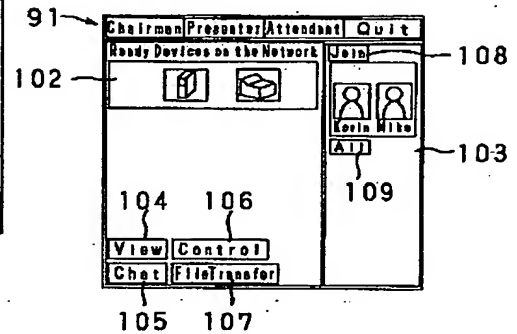 91
Chairman Presenter Attendant Quit
Ready Devices on the Network
Join
108
102
Kevin Mike
103
All
109
104 106
View Control
Chat FileTransfer
105 107